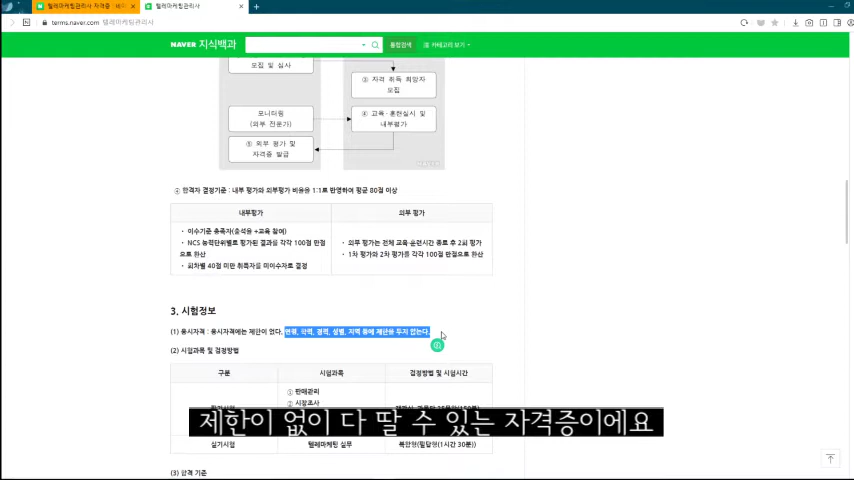 텔레마케팅관리사 자격증 : 네이
텔레마케팅관리사
terms.naver.com 텔레마케팅관리사
NAVER 지식백과
통합검색
카테고리 보기
모집 및 심사
③ 자격 취득 희망자
모집
모니터링
(외부 전문가)
④ 교육·훈련실시 및
내부평가
⑤ 외부 평가 및
자격증 발급
④ 합격자 결정기준 : 내부 평가와 외부평가 비율을 1:1로 반영하여 평균 80점 이상
내부평가
외부 평가
· 이수기준 충족자(출석율 +교육 참여)
· NCS 능력단위별로 평가된 결과를 각각 100점 만점
으로 환산
· 회차별 40점 미만 취득자를 미이수자로 결정
· 외부 평가는 전체 교육·훈련시간 종료 후 2회 평가
· 1차 평가와 2차 평가를 각각 100점 만점으로 환산
3. 시험정보
(1) 응시자격 : 응시자격에는 제한이 없다. 연령, 학력, 경력, 성별, 지역 등에 제한을 두지 않는다.
(2) 시험과목 및 검정방법
구분
시험과목
검정방법 및 시험시간
① 판매관리
② 시장조사
제한이 없이 다 딸 수 있는 자격증이에요
실기시험
텔레마케팅 실무
복합형(필답형(1시간 30분))
(3) 합격 기준